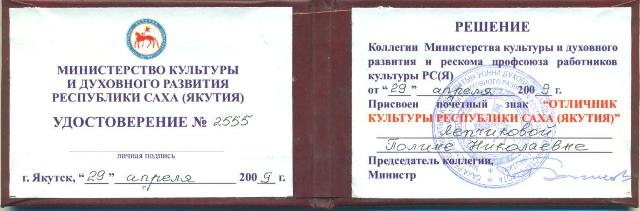 МИНИСТЕРСТВО КУЛЬТУРЫ
И ДУХОВНОГО РАЗВИТИЯ
РЕСПУБЛИКИ САХА (ЯКУТИЯ)
УДОСТОВЕРЕНИЕ № 2555
личная подпись
г. Якутск, “29” апреля 2009 г.
РЕШЕНИЕ
Коллегии Министерства культуры и духовного
развития и рескома профсоюза работников
культуры РС(Я)
от “29” апреля 2009 г.
Присвоен почетный знак “ОТЛИЧНИК
КУЛЬТУРЫ РЕСПУБЛИКИ САХА (ЯКУТИЯ)”
Лепчиковой
Полине Николаевне
Председатель коллегии,
Министр